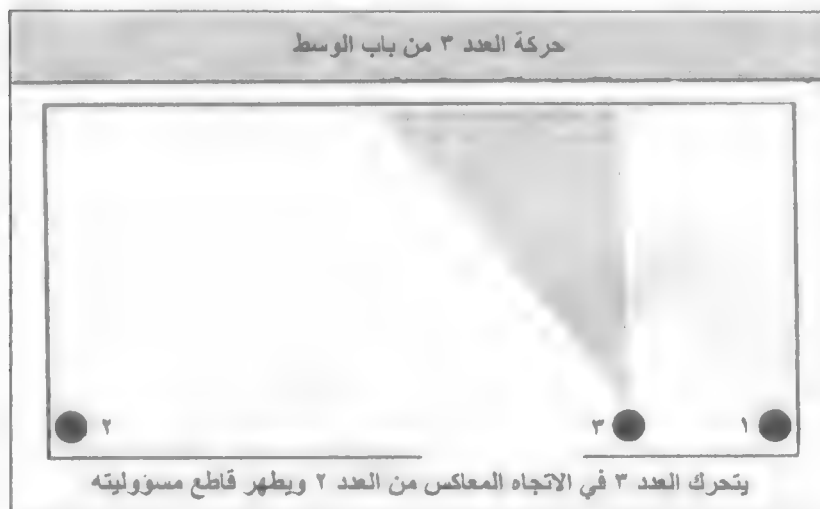 حركة العدد ٣ من باب الوسط
٢ ٣ ١
يتحرك العدد ٣ في الاتجاه المعاكس من العدد ٢ ويطهر قاطع مسؤوليته